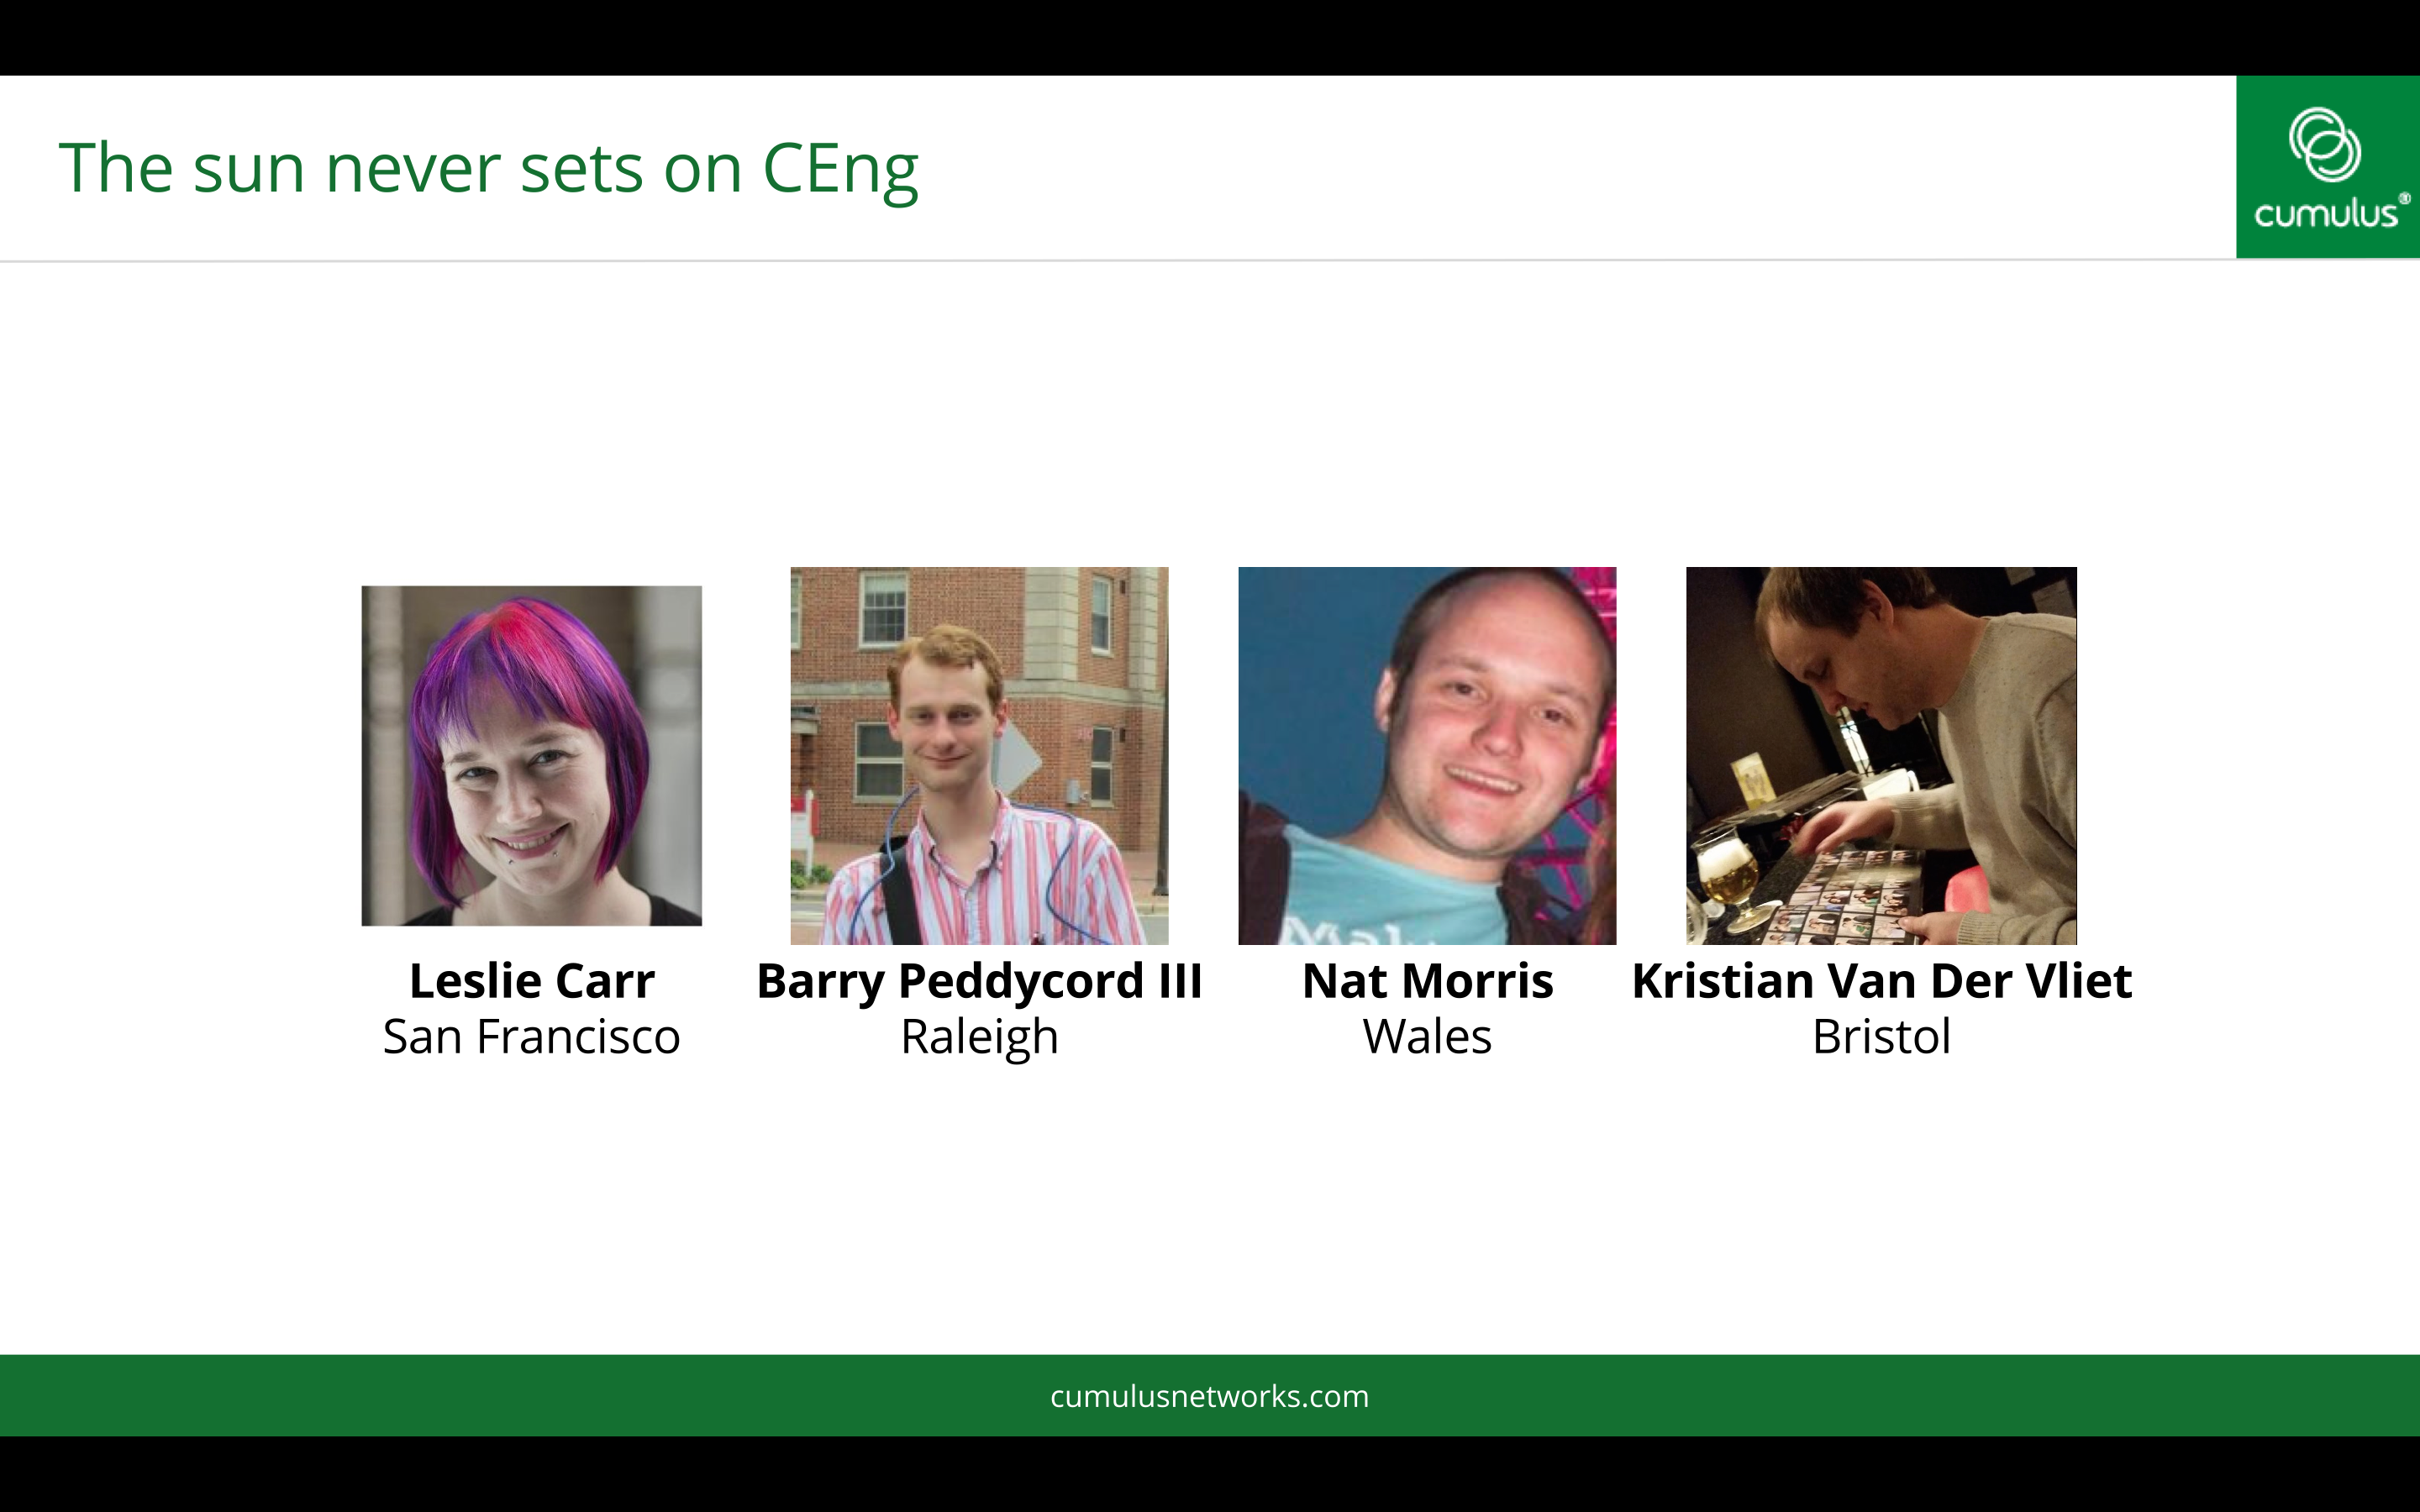 The sun never sets on CEng
cumulus®
Leslie Carr
San Francisco
Barry Peddycord III
Raleigh
Nat Morris
Wales
Kristian Van Der Vliet
Bristol
cumulusnetworks.com